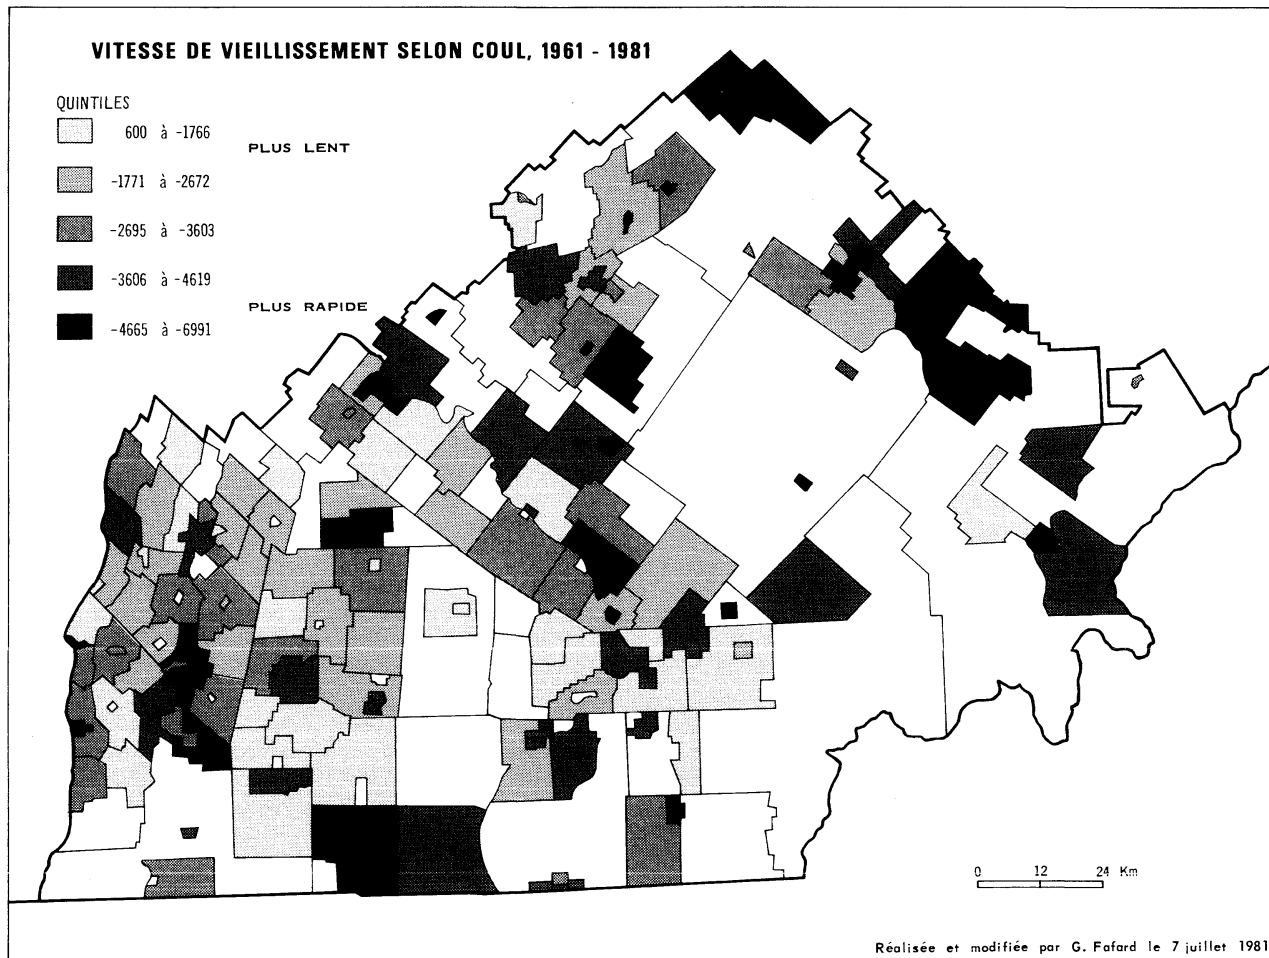 VITESSE DE VIEILLISSEMENT SELON COUL, 1961 - 1981
QUINTILES
600 à -1766
PLUS LENT
-1771 à -2672
-2695 à -3603
-3606 à -4619
PLUS RAPIDE
-4665 à -6991
0 12 24 Km
Réalisée et modifiée par G. Fafard le 7 juillet 1981